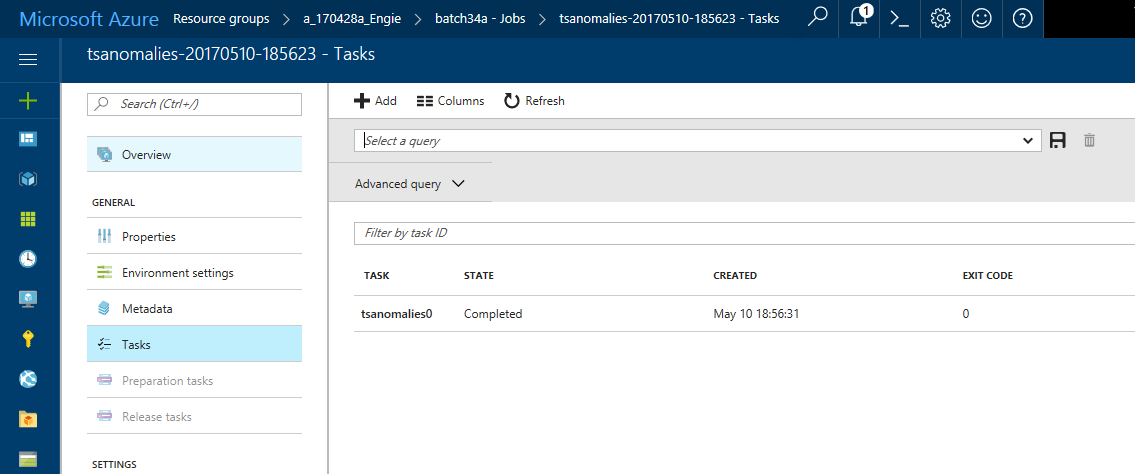 Microsoft Azure Resource groups > a_170428a_Engie > batch34a - Jobs > tsanomalies-20170510-185623 - Tasks 1
tsanomalies-20170510-185623 - Tasks
Search (Ctrl+/)
Add Columns Refresh
Select a query
Overview
Advanced query
GENERAL
Properties
Filter by task ID
Environment settings
TASK STATE CREATED EXIT CODE
Metadata
tsanomalies0 Completed May 10 18:56:31 0
Tasks
Preparation tasks
Release tasks
SETTINGS